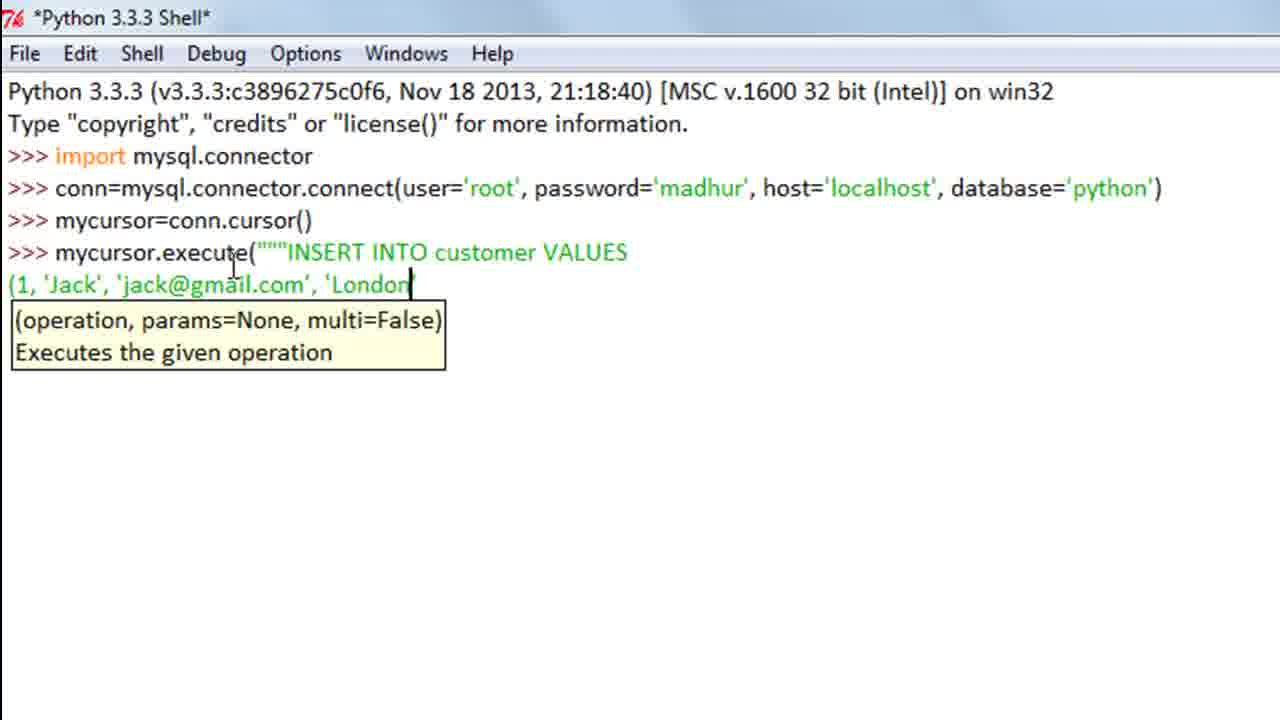 *Python 3.3.3 Shell*
File Edit Shell Debug Options Windows Help
Python 3.3.3 (v3.3.3:c3896275c0f6, Nov 18 2013, 21:18:40) [MSC v.1600 32 bit (Intel)] on win32
Type "copyright", "credits" or "license()" for more information.
>>> import mysql.connector
>>> conn=mysql.connector.connect(user='root', password='madhur', host='localhost', database='python')
>>> mycursor=conn.cursor()
>>> mycursor.execute("""INSERT INTO customer VALUES
(1, 'Jack', 'jack@gmail.com', 'London'
(operation, params=None, multi=False)
Executes the given operation